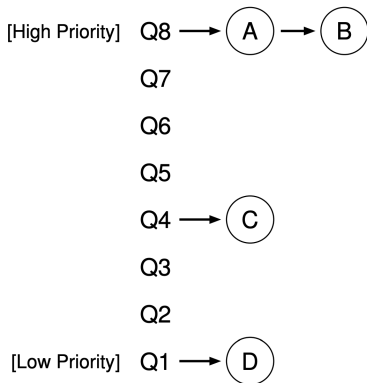 [High Priority] Q8 A B
Q7
Q6
Q5
Q4 C
Q3
Q2
[Low Priority] Q1 D